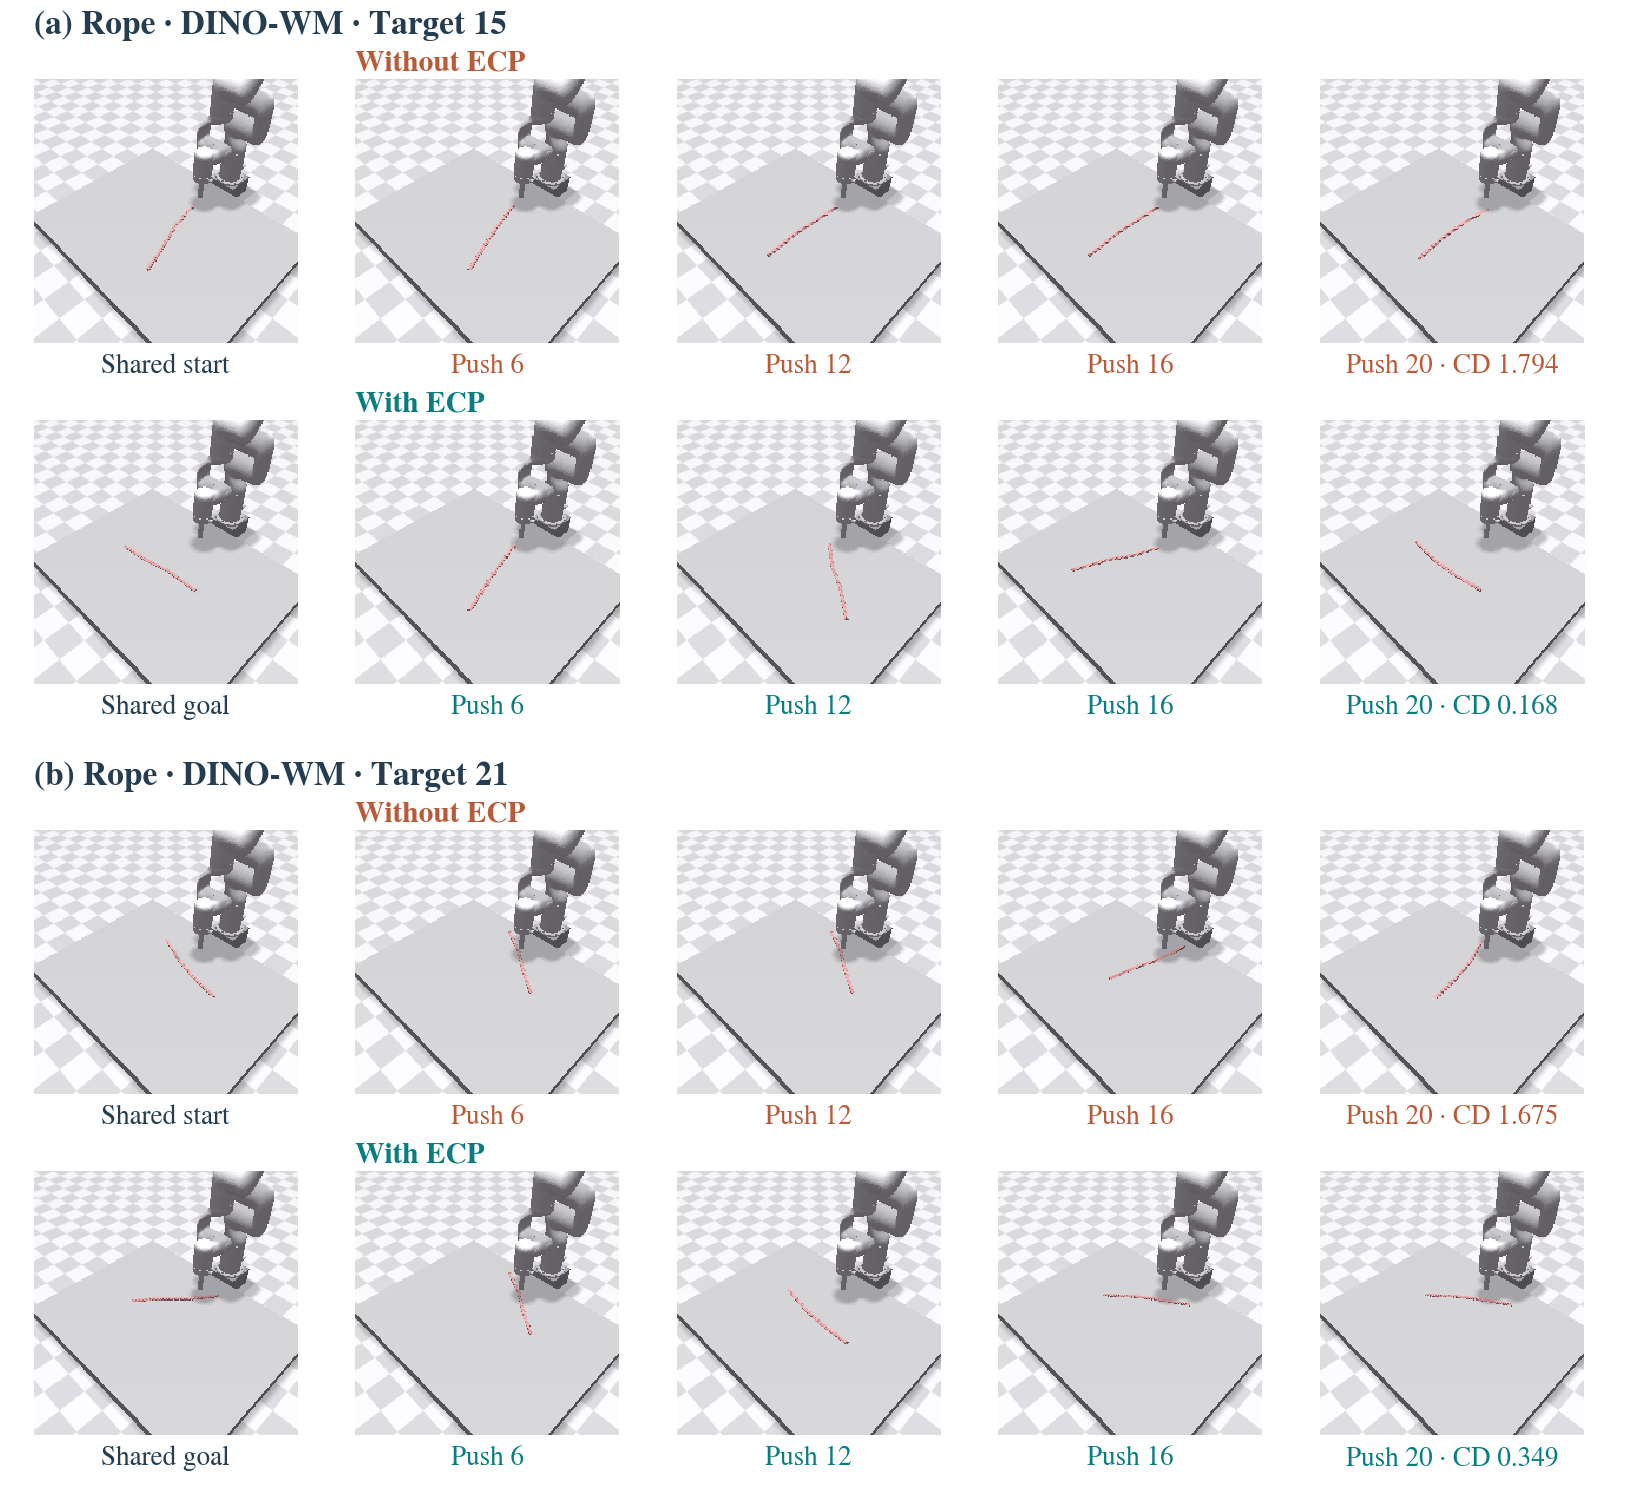 (a) Rope · DINO-WM · Target 15
Without ECP
Shared start
Push 6
Push 12
Push 16
Push 20 · CD 1.794
With ECP
Shared goal
Push 6
Push 12
Push 16
Push 20 · CD 0.168
(b) Rope · DINO-WM · Target 21
Without ECP
Shared start
Push 6
Push 12
Push 16
Push 20 · CD 1.675
With ECP
Shared goal
Push 6
Push 12
Push 16
Push 20 · CD 0.349